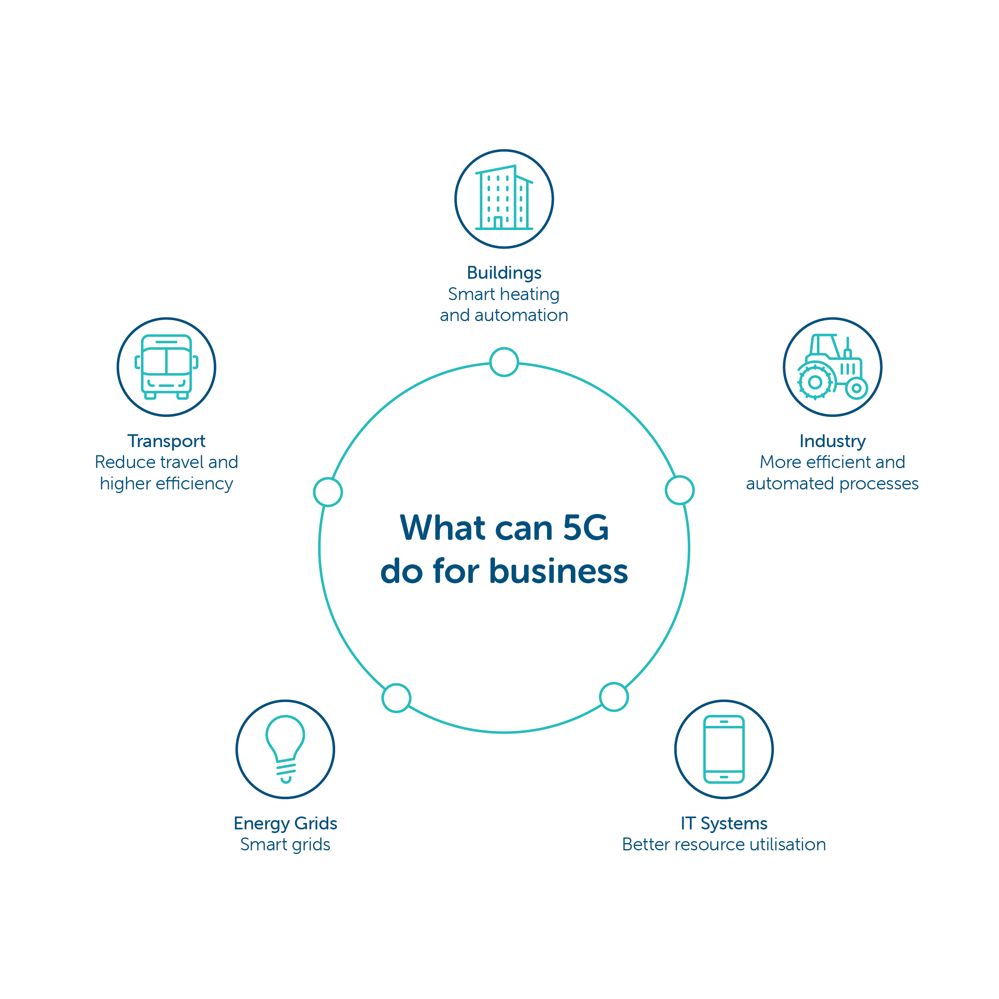 Buildings
Smart heating
and automation
Transport
Reduce travel and
higher efficiency
Industry
More efficient and
automated processes
What can 5G
do for business
Energy Grids
Smart grids
IT Systems
Better resource utilisation